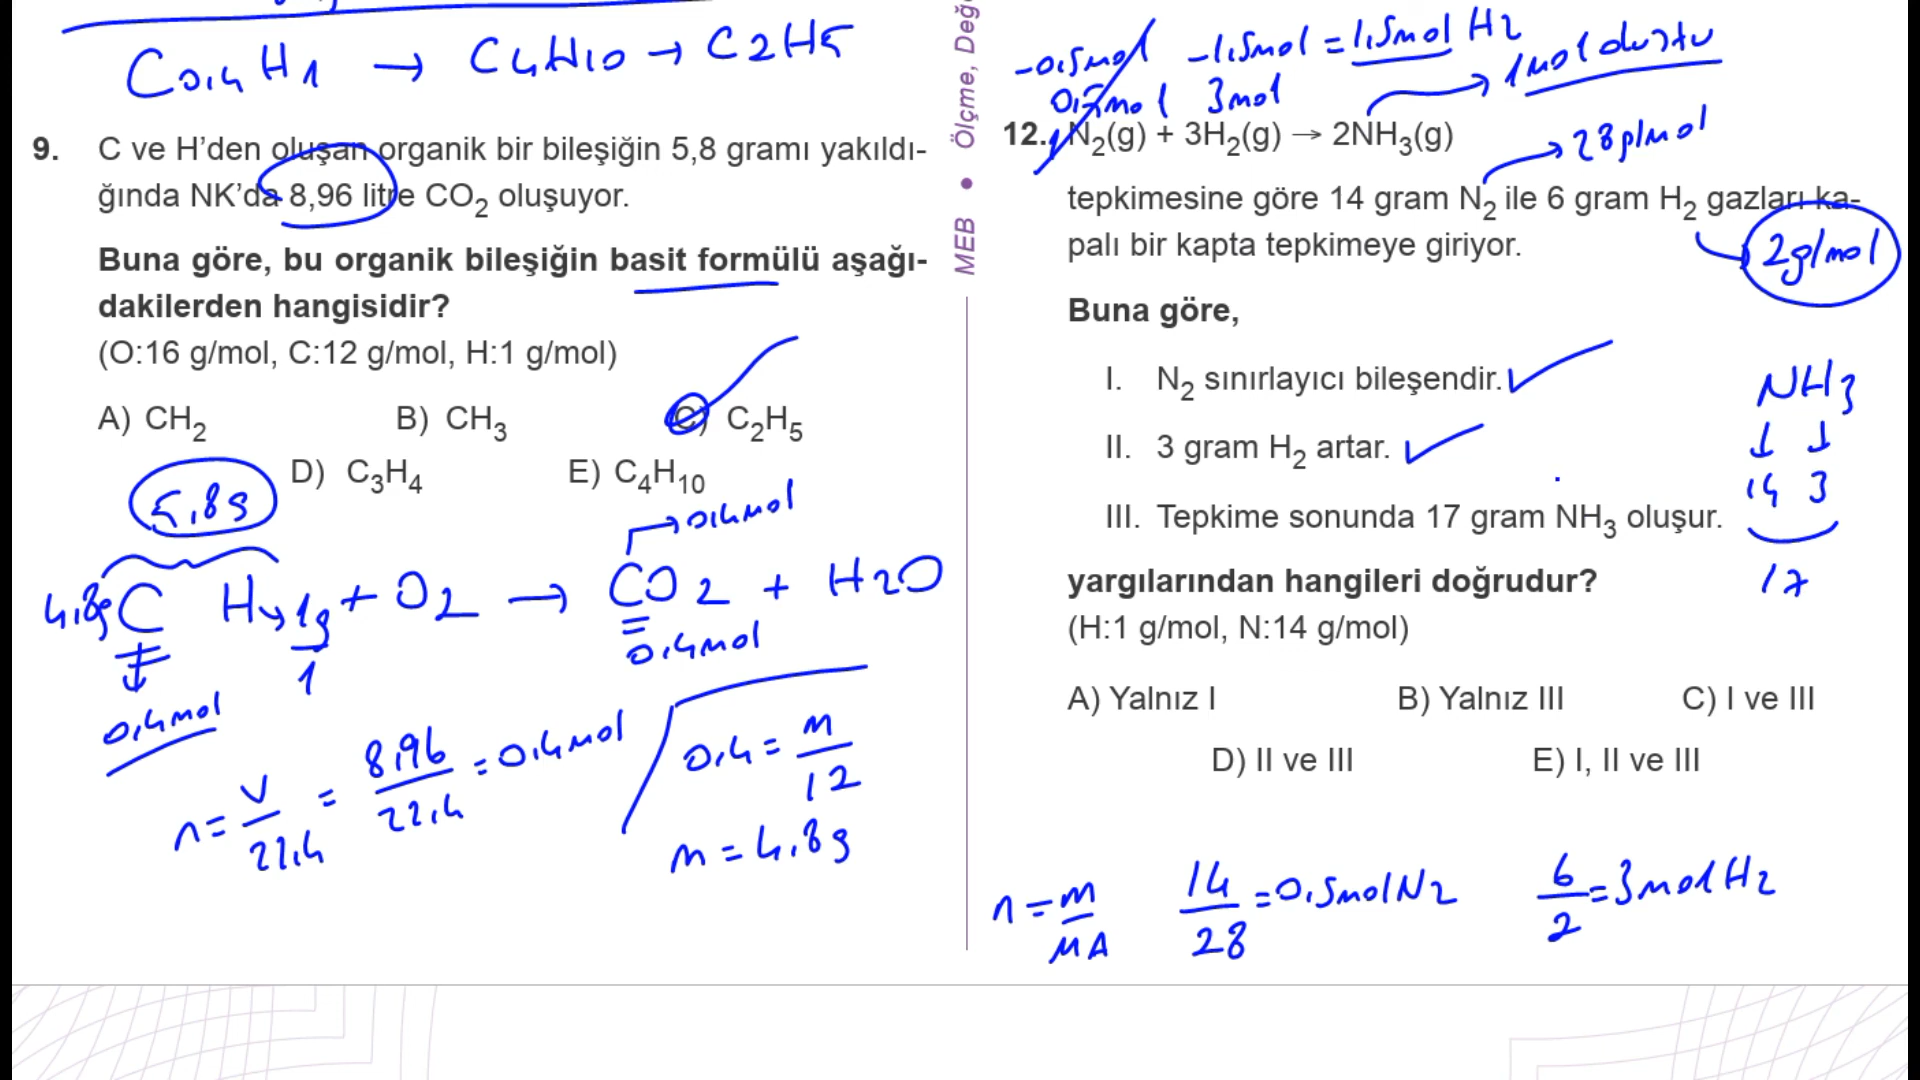 C0,4 H1 → C4H10 → C2H5
9. C ve H'den oluşan organik bir bileşiğin 5,8 gramı yakıldı-
ğında NK'da 8,96 litre CO2 oluşuyor.
Buna göre, bu organik bileşiğin basit formülü aşağı-
dakilerden hangisidir?
(O:16 g/mol, C:12 g/mol, H:1 g/mol)
A) CH2 B) CH3 C) C2H5
D) C3H4 E) C4H10
5,8g
0,4mol
4,8g C H 1g + O2 → CO2 + H2O
1 0,4mol
0,4mol
n = V/22,4 = 8,96/22,4 = 0,4mol
0,4 = m/12
m = 4,8g
MEB • Ölçme, Değe
-0,5mol -1,5mol = 1,5mol H2
0,5mol 3mol 1mol oluştu
12. N2(g) + 3H2(g) → 2NH3(g)
28g/mol
tepkimesine göre 14 gram N2 ile 6 gram H2 gazları ka-
palı bir kapta tepkimeye giriyor.
2g/mol
Buna göre,
I. N2 sınırlayıcı bileşendir.
II. 3 gram H2 artar.
III. Tepkime sonunda 17 gram NH3 oluşur.
NH3
14 3
17
yargılarından hangileri doğrudur?
(H:1 g/mol, N:14 g/mol)
A) Yalnız I B) Yalnız III C) I ve III
D) II ve III E) I, II ve III
n = m/MA 14/28 = 0,5mol N2 6/2 = 3mol H2